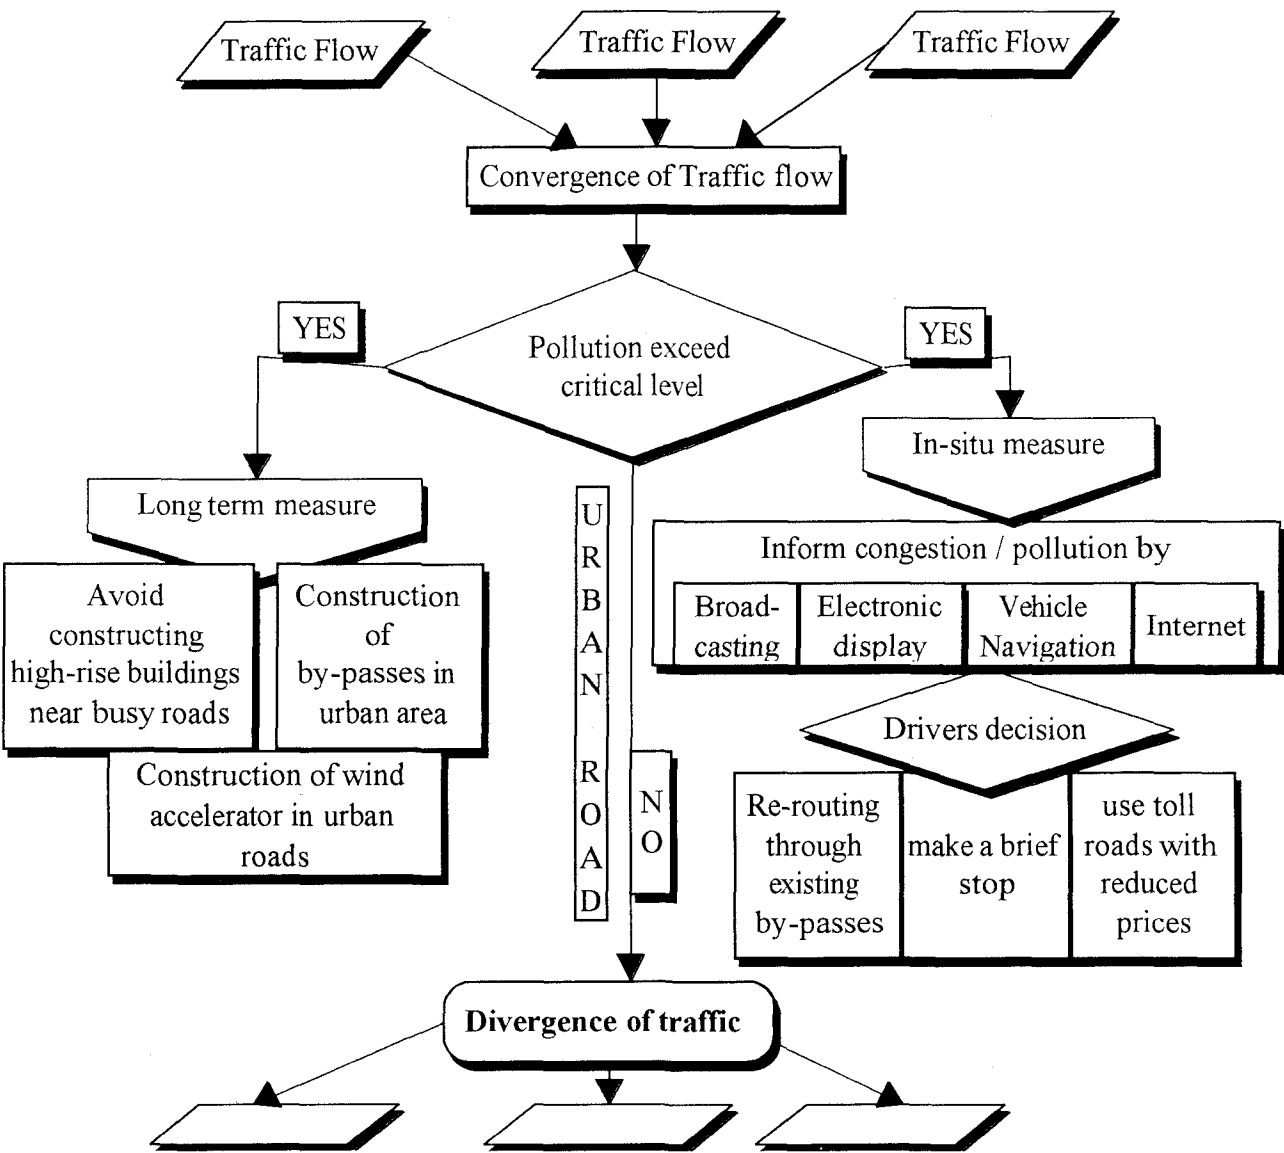 Traffic Flow
Traffic Flow
Traffic Flow
Convergence of Traffic flow
YES
YES
Pollution exceed
critical level
In-situ measure
Long term measure
URBAN ROAD
Inform congestion / pollution by
Broad-
casting
Electronic
display
Vehicle
Navigation
Internet
Avoid
constructing
high-rise buildings
near busy roads
Construction
of
by-passes in
urban area
Drivers decision
Construction of wind
accelerator in urban
roads
NO
Re-routing
through
existing
by-passes
make a brief
stop
use toll
roads with
reduced
prices
Divergence of traffic